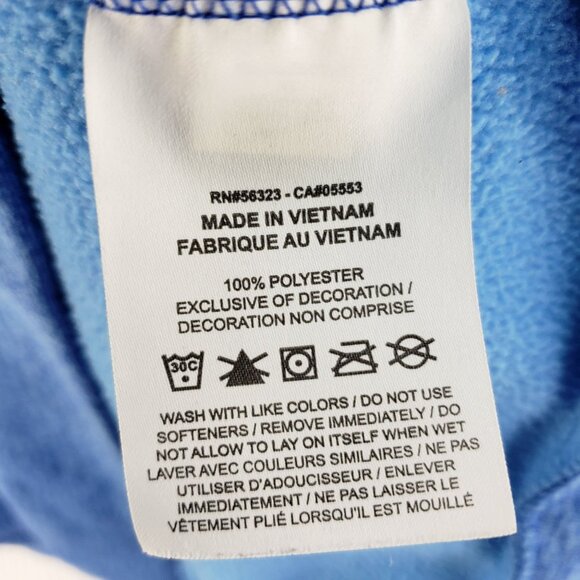 RN#56323 - CA#05553
MADE IN VIETNAM
FABRIQUE AU VIETNAM
100% POLYESTER
EXCLUSIVE OF DECORATION /
DECORATION NON COMPRISE
30C
WASH WITH LIKE COLORS / DO NOT USE
SOFTENERS / REMOVE IMMEDIATELY / DO
NOT ALLOW TO LAY ON ITSELF WHEN WET
LAVER AVEC COULEURS SIMILAIRES / NE PAS
UTILISER D'ADOUCISSEUR / ENLEVER
IMMEDIATEMENT / NE PAS LAISSER LE
VÊTEMENT PLIÉ LORSQU'IL EST MOUILLÉ